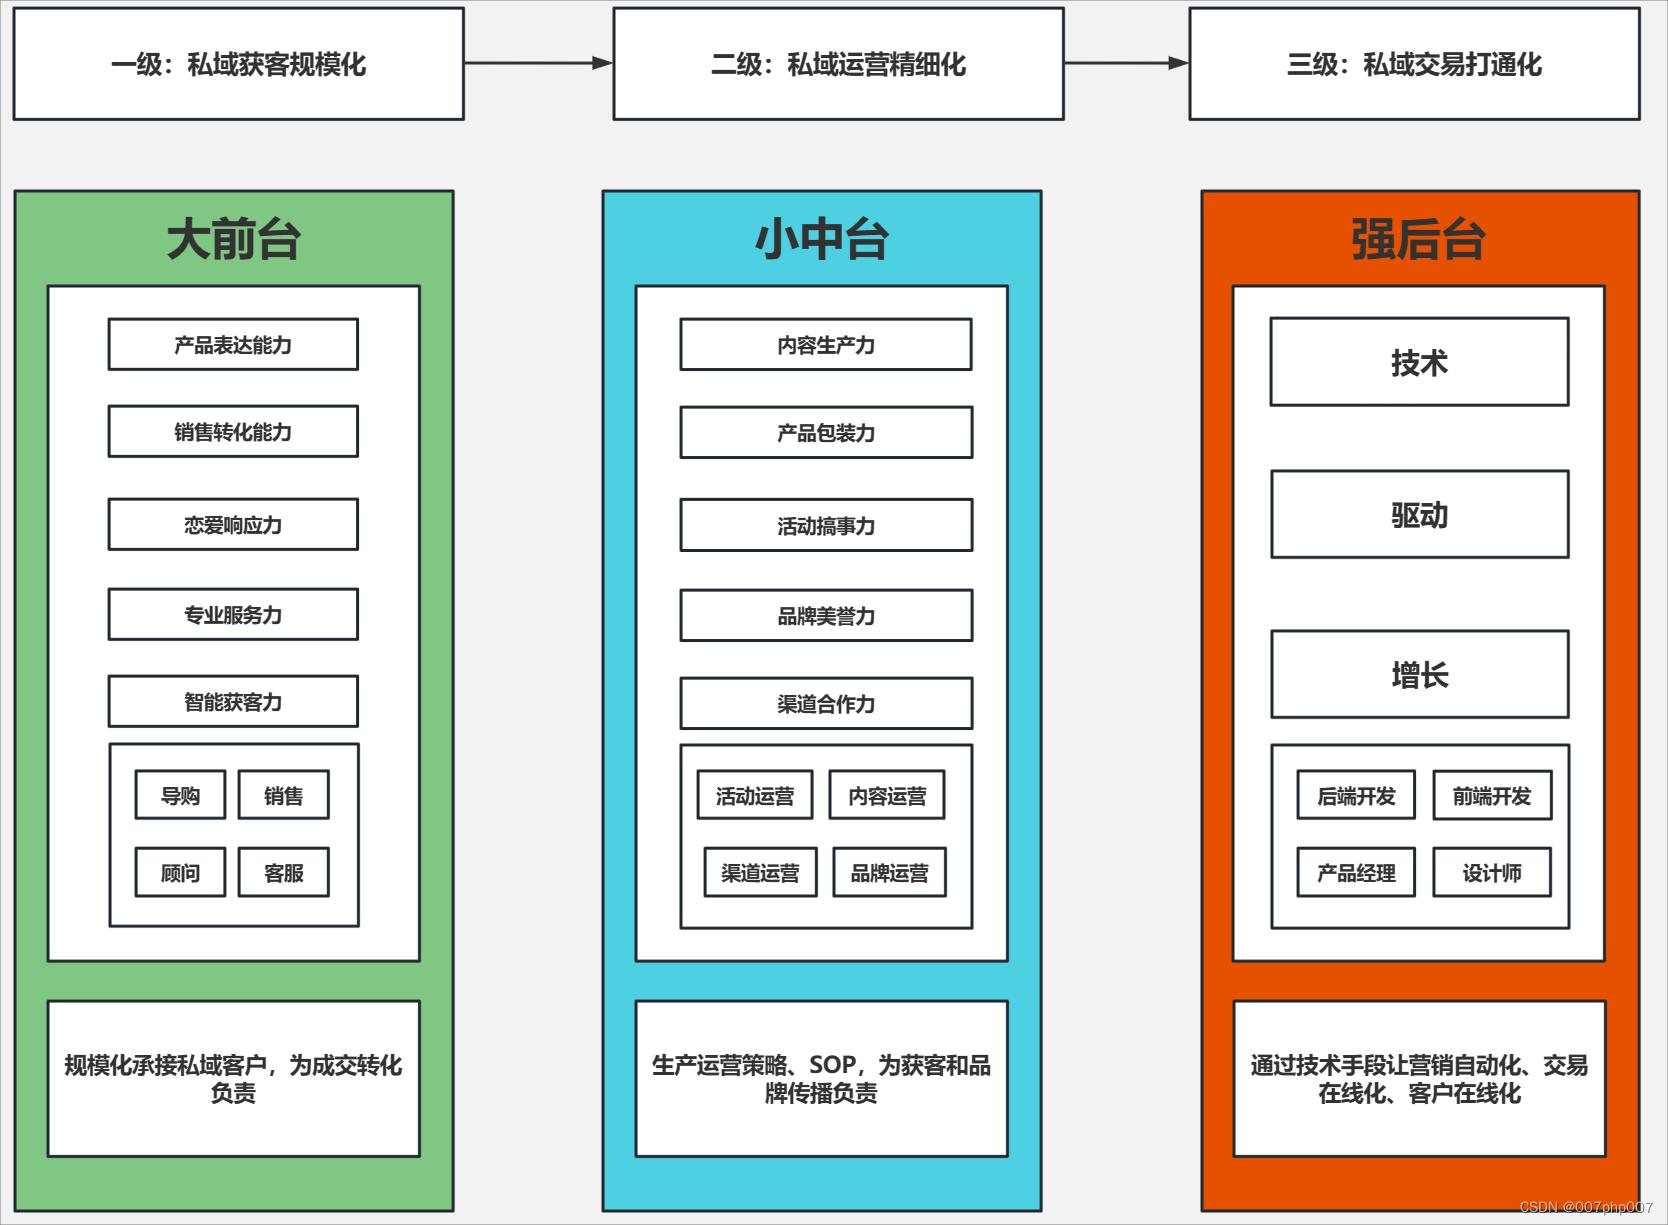 一级：私域获客规模化
二级：私域运营精细化
三级：私域交易打通化
大前台
产品表达能力
销售转化能力
恋爱响应力
专业服务力
智能获客力
导购
销售
顾问
客服
规模化承接私域客户，为成交转化
负责
小中台
内容生产力
产品包装力
活动搞事力
品牌美誉力
渠道合作力
活动运营
内容运营
渠道运营
品牌运营
生产运营策略、SOP，为获客和品
牌传播负责
强后台
技术
驱动
增长
后端开发
前端开发
产品经理
设计师
通过技术手段让营销自动化、交易
在线化、客户在线化
CSDN @007php007